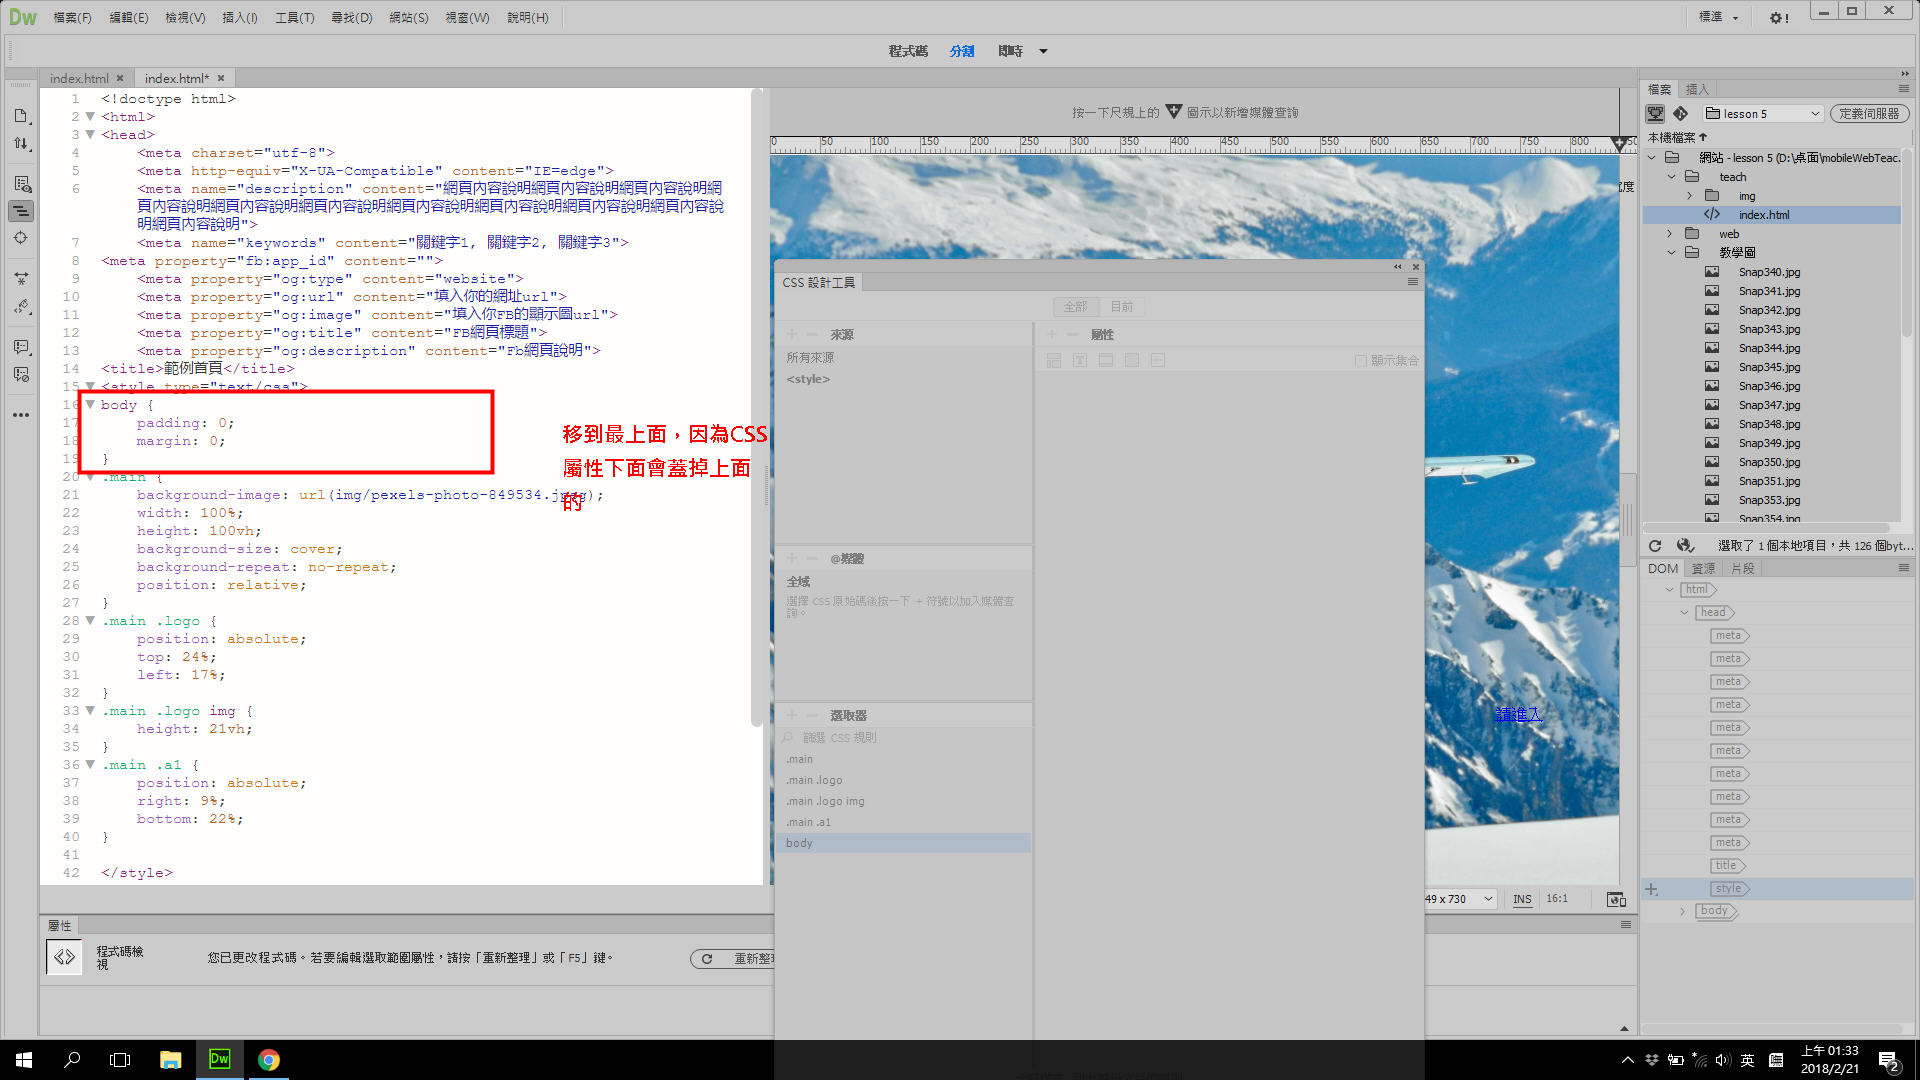 Dw 檔案(F) 編輯(E) 檢視(V) 插入(I) 工具(T) 尋找(D) 網站(S) 視窗(W) 說明(H) 標準
程式碼 分割 即時
index.html index.html*
按一下尺規上的 圖示以新增媒體查詢
0 50 100 150 200 250 300 350 400 450 500 550 600 650 700 750 800
1 <!doctype html>
2 <html>
3 <head>
4 <meta charset="utf-8">
5 <meta http-equiv="X-UA-Compatible" content="IE=edge">
6 <meta name="description" content="網頁內容說明網頁內容說明網頁內容說明網
頁內容說明網頁內容說明網頁內容說明網頁內容說明網頁內容說明網頁內容說明網頁內容說
明網頁內容說明">
7 <meta name="keywords" content="關鍵字1, 關鍵字2, 關鍵字3">
8 <meta property="fb:app_id" content="">
9 <meta property="og:type" content="website">
10 <meta property="og:url" content="填入你的網址url">
11 <meta property="og:image" content="填入你FB的顯示圖url">
12 <meta property="og:title" content="FB網頁標題">
13 <meta property="og:description" content="Fb網頁說明">
14 <title>範例首頁</title>
15 <style type="text/css">
16 body {
17 padding: 0;
18 margin: 0;
19 }
20 .main {
21 background-image: url(img/pexels-photo-849534.jpeg);
22 width: 100%;
23 height: 100vh;
24 background-size: cover;
25 background-repeat: no-repeat;
26 position: relative;
27 }
28 .main .logo {
29 position: absolute;
30 top: 24%;
31 left: 17%;
32 }
33 .main .logo img {
34 height: 21vh;
35 }
36 .main .a1 {
37 position: absolute;
38 right: 9%;
39 bottom: 22%;
40 }
41
42 </style>
移到最上面，因為CSS
屬性下面會蓋掉上面
的
CSS 設計工具
全部 目前
來源
所有來源
<style>
屬性
顯示集合
@媒體
全域
選擇 CSS 原始碼後按一下 + 符號以加入媒體查
詢。
選取器
篩選 CSS 規則
.main
.main .logo
.main .logo img
.main .a1
body
請進入
49 x 730 INS 16:1
屬性
程式碼檢
視
您已更改程式碼。若要編輯選取範圍屬性，請按「重新整理」或「F5」鍵。
重新整
檔案 插入
lesson 5 定義伺服器
本機檔案
網站 - lesson 5 (D:\桌面\mobileWebTeac...
teach
img
index.html
web
教學圖
Snap340.jpg
Snap341.jpg
Snap342.jpg
Snap343.jpg
Snap344.jpg
Snap345.jpg
Snap346.jpg
Snap347.jpg
Snap348.jpg
Snap349.jpg
Snap350.jpg
Snap351.jpg
Snap353.jpg
Snap354.jpg
選取了 1 個本地項目，共 126 個byt...
DOM 資源 片段
html
head
meta
meta
meta
meta
meta
meta
meta
meta
meta
meta
title
style
body
Dw
英
上午 01:33
2018/2/21
2